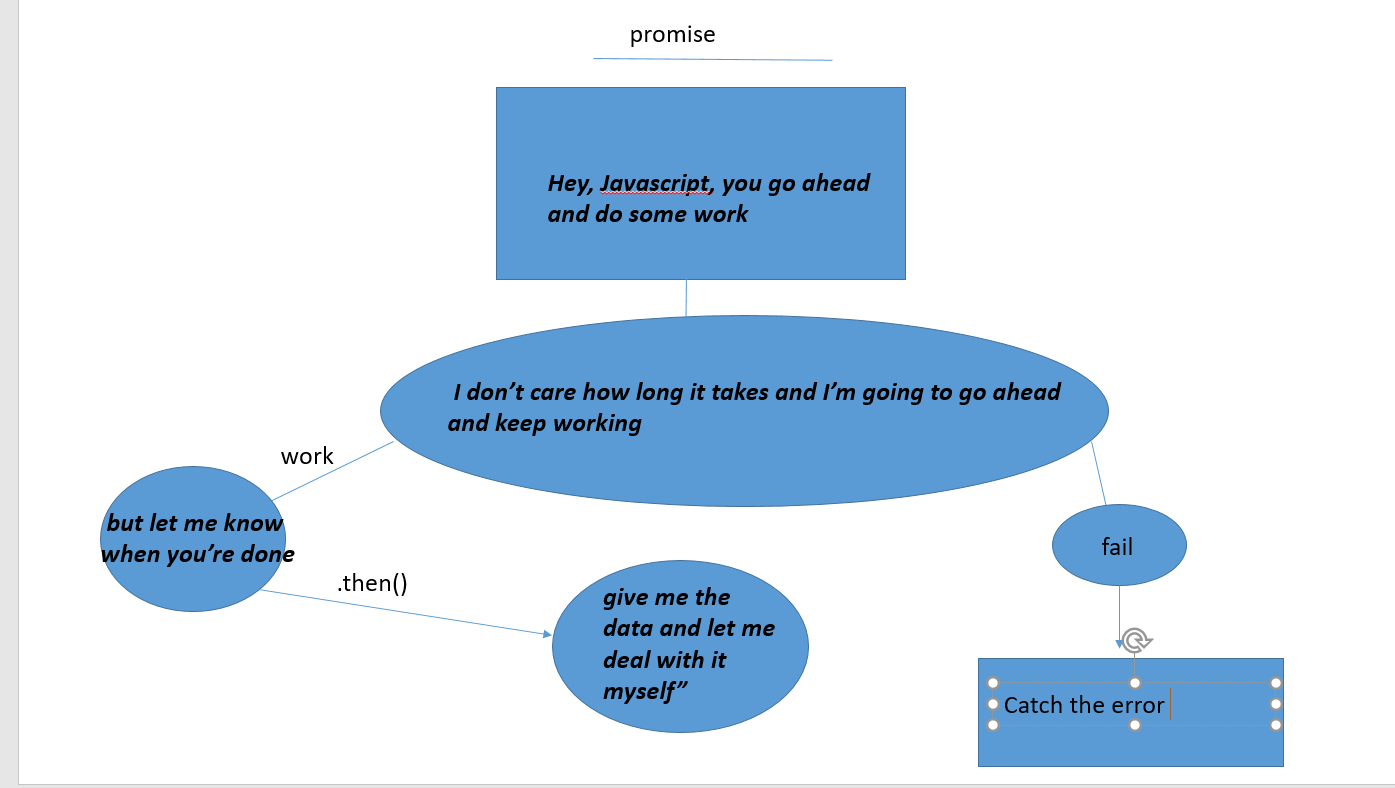 promise
Hey, Javascript, you go ahead
and do some work
I don’t care how long it takes and I’m going to go ahead
and keep working
work
but let me know
when you’re done
.then()
give me the
data and let me
deal with it
myself”
fail
Catch the error